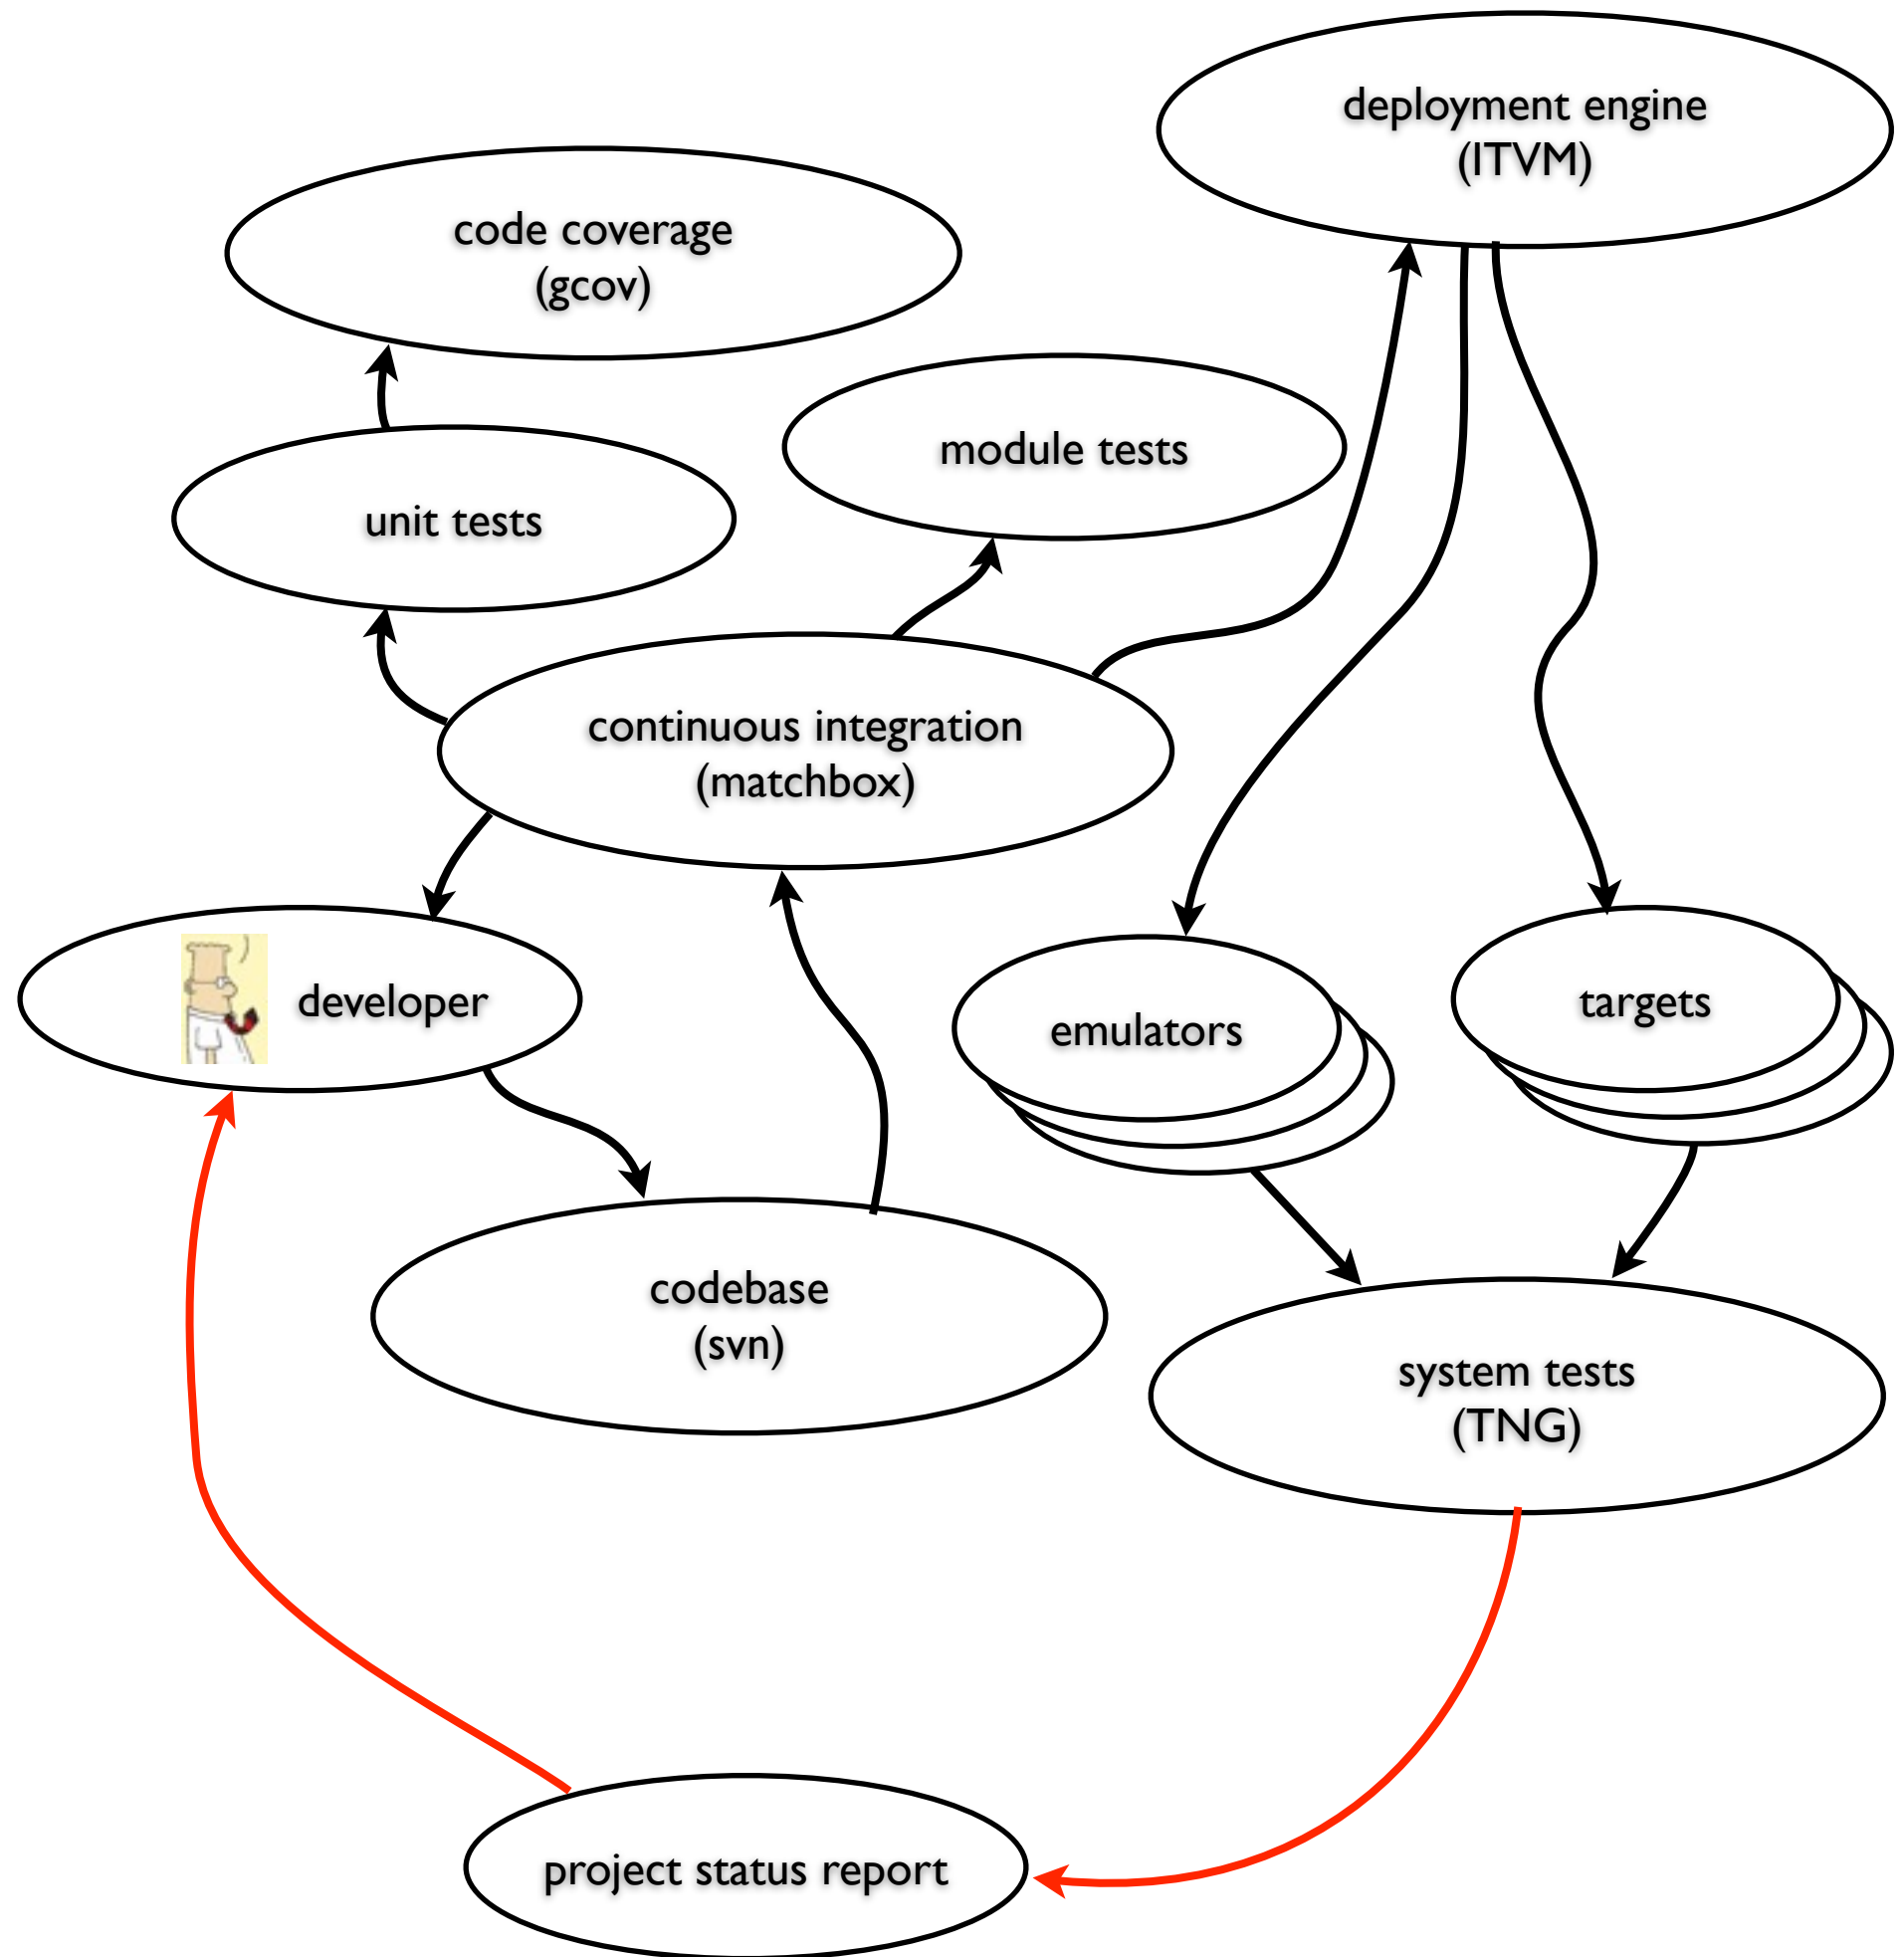 deployment engine
(ITVM)
code coverage
(gcov)
module tests
unit tests
continuous integration
(matchbox)
developer
emulators
targets
codebase
(svn)
system tests
(TNG)
project status report